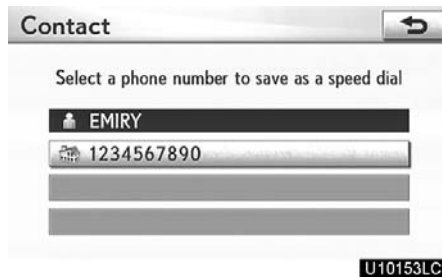 Contact
Select a phone number to save as a speed dial
EMIRY
1234567890
U10153LC